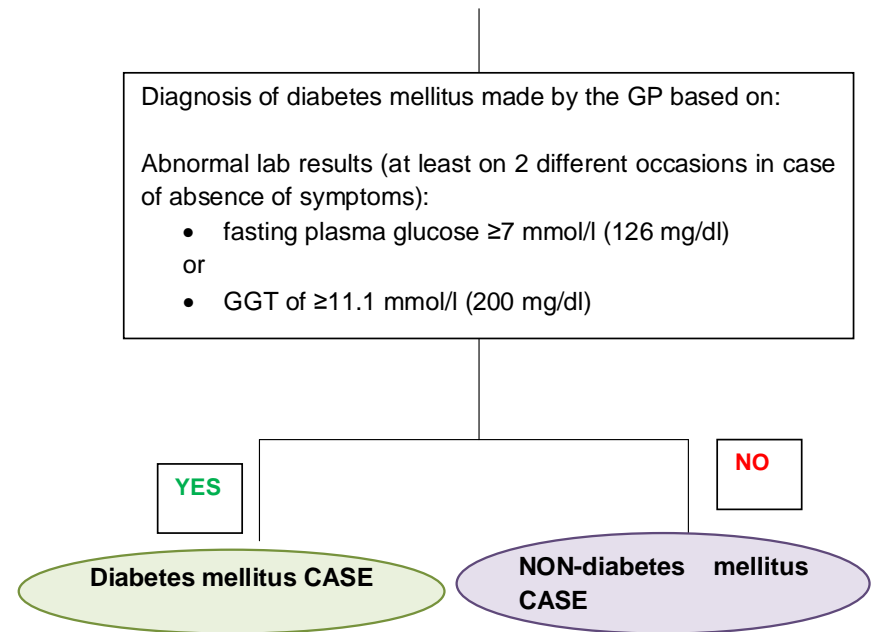 Diagnosis of diabetes mellitus made by the GP based on:
Abnormal lab results (at least on 2 different occasions in case
of absence of symptoms):
• fasting plasma glucose ≥7 mmol/l (126 mg/dl)
or
• GGT of ≥11.1 mmol/l (200 mg/dl)
YES
NO
Diabetes mellitus CASE
NON-diabetes mellitus
CASE